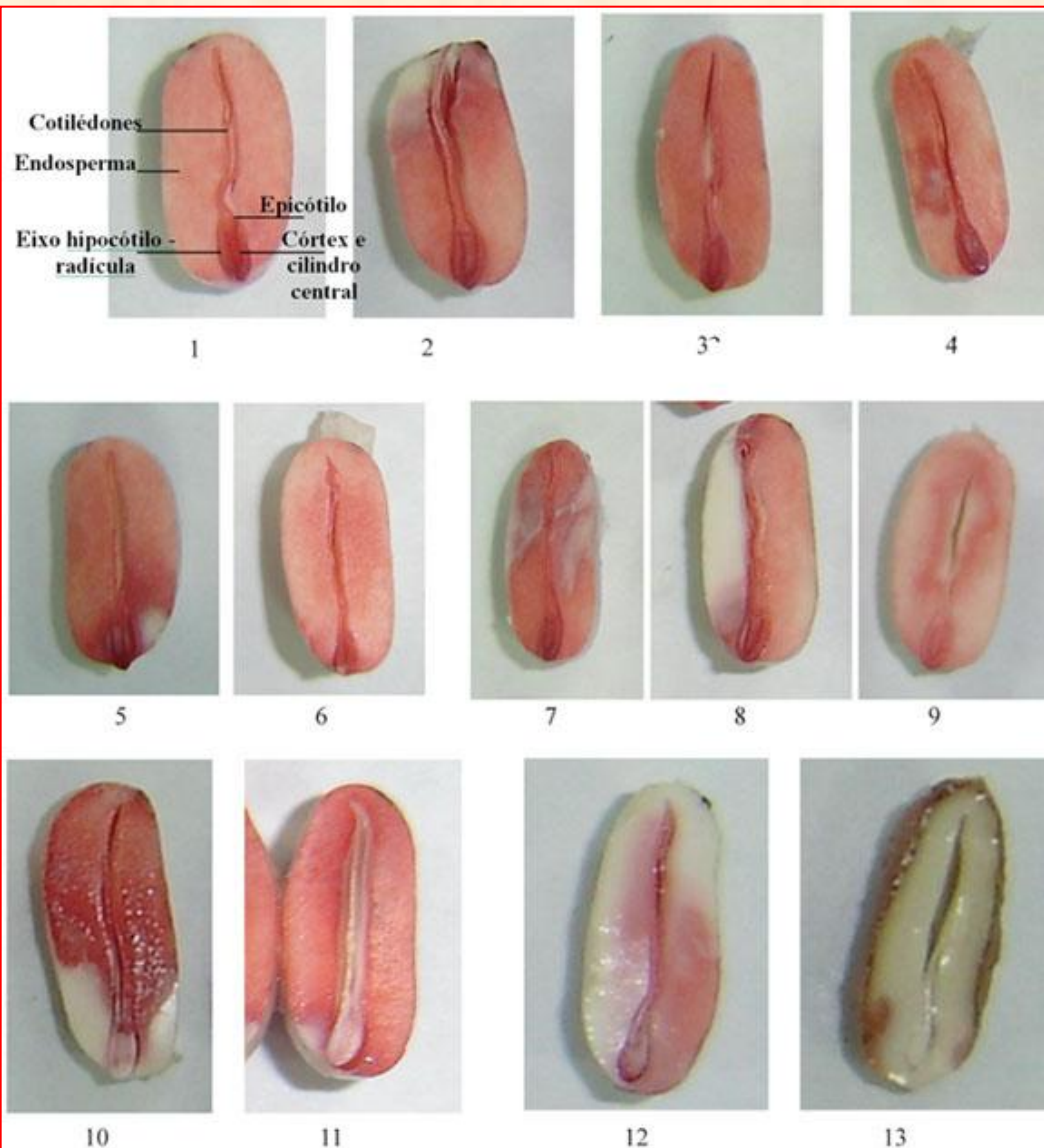 Cotilédones
Endosperma
Epicótilo
Eixo hipocótilo -
radícula
Córtex e
cilindro
central
1
2
3
4
5
6
7
8
9
10
11
12
13